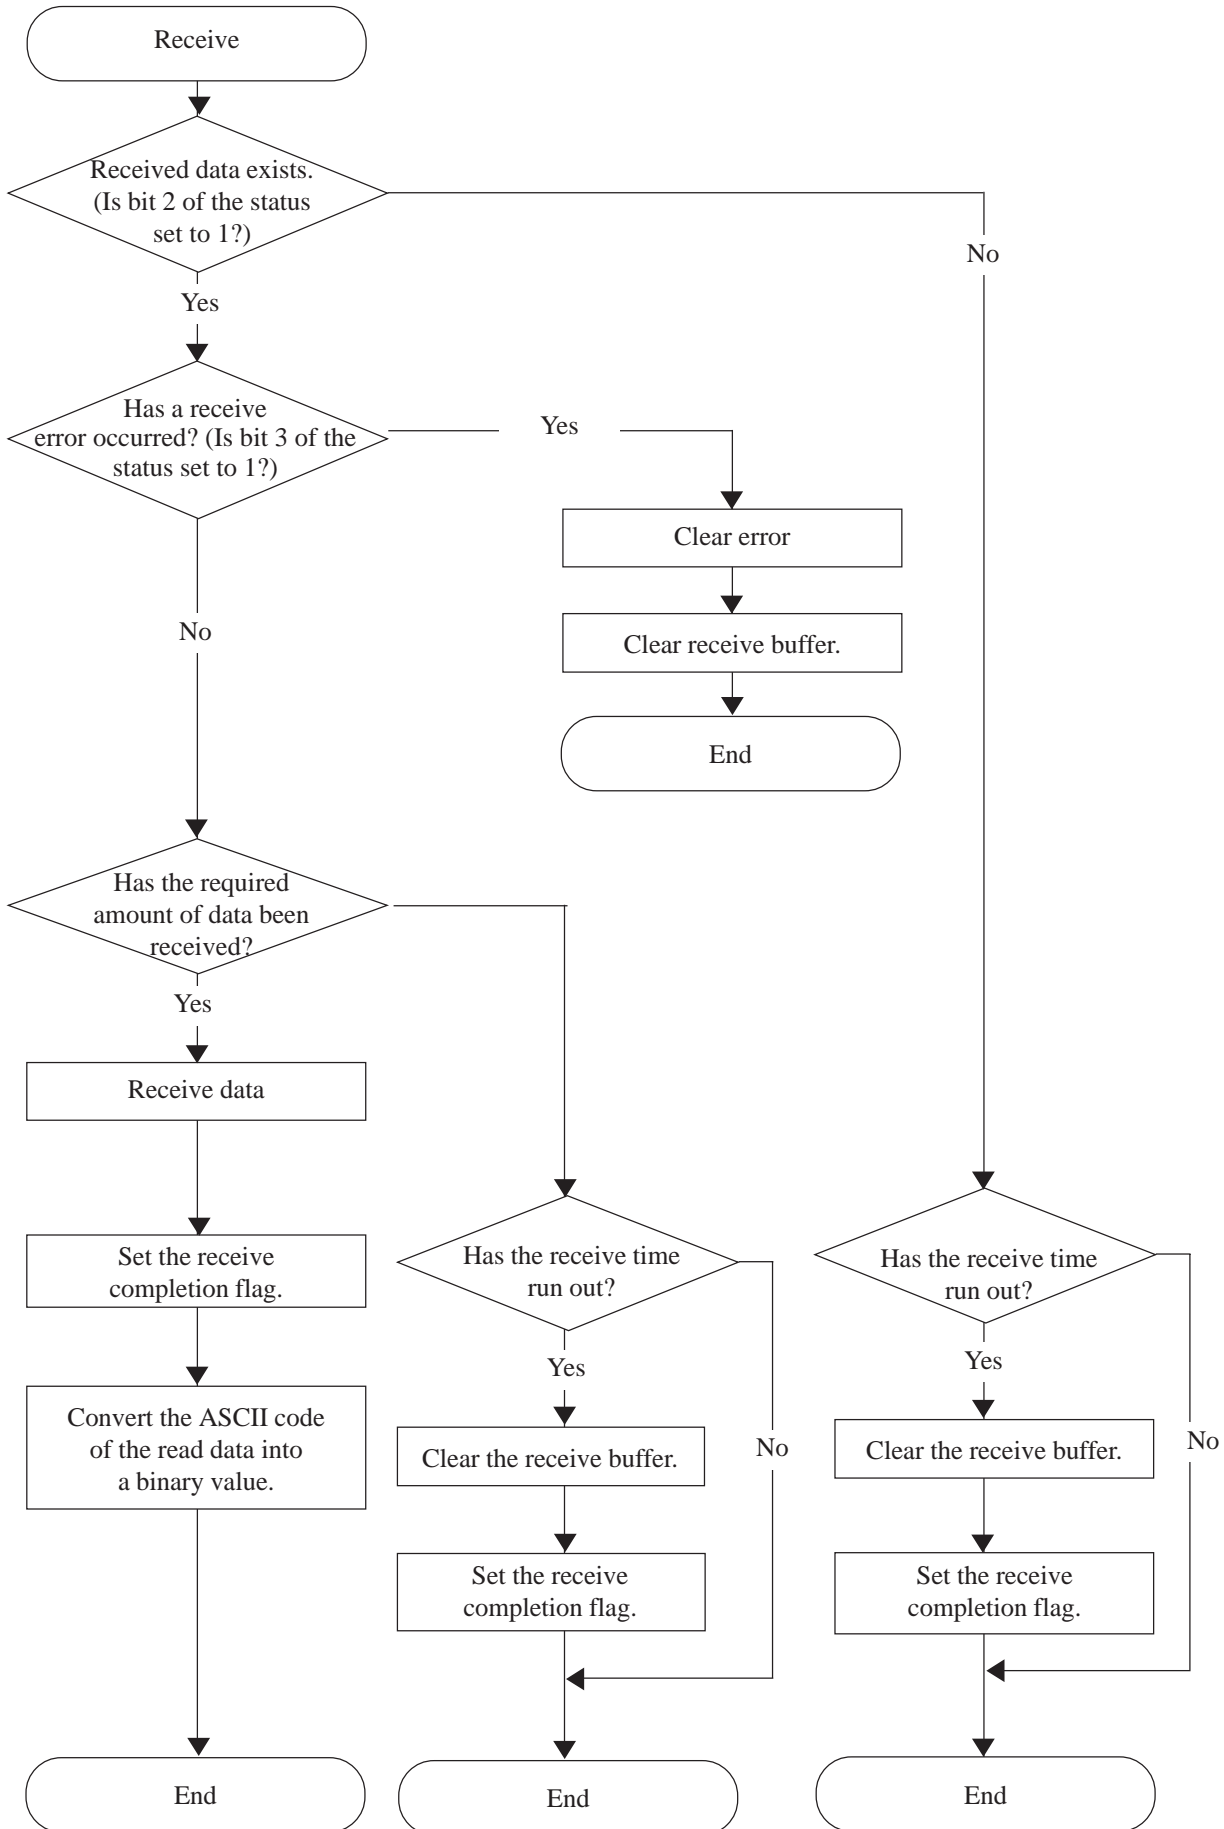 Receive
Received data exists.
(Is bit 2 of the status
set to 1?)
No
Yes
Has a receive
error occurred? (Is bit 3 of the
status set to 1?)
Yes
Clear error
No
Clear receive buffer.
End
Has the required
amount of data been
received?
Yes
Receive data
Set the receive
completion flag.
Has the receive time
run out?
Has the receive time
run out?
Yes
Yes
Convert the ASCII code
of the read data into
a binary value.
Clear the receive buffer.
No
Clear the receive buffer.
No
Set the receive
completion flag.
Set the receive
completion flag.
End
End
End